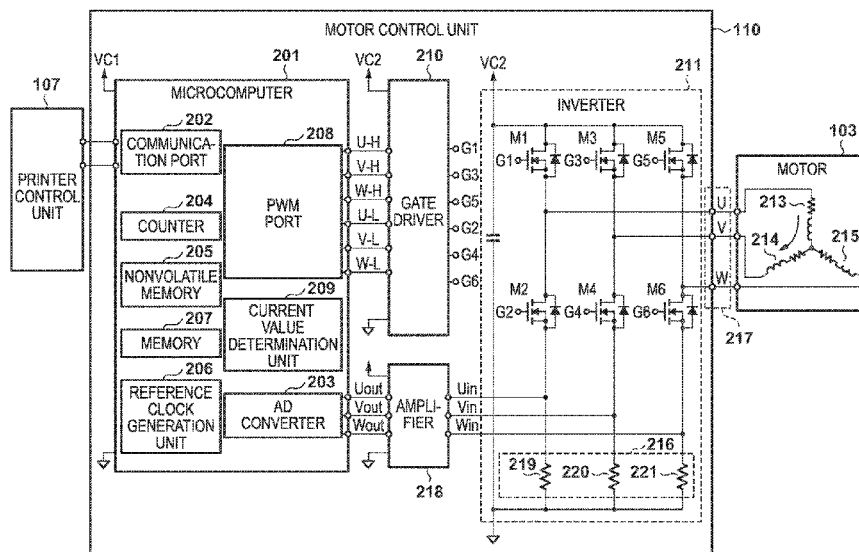 MOTOR CONTROL UNIT
110
107
PRINTER
CONTROL
UNIT
VC1
201
MICROCOMPUTER
202
COMMUNICA-
TION PORT
204
COUNTER
205
NONVOLATILE
MEMORY
207
MEMORY
206
REFERENCE
CLOCK
GENERATION
UNIT
208
PWM
PORT
209
CURRENT
VALUE
DETERMINATION
UNIT
203
AD
CONVERTER
U-H
V-H
W-H
U-L
V-L
W-L
Uout
Vout
Wout
VC2
210
GATE
DRIVER
G1
G3
G5
G2
G4
G6
AMPLI-
FIER
218
Uin
Vin
Win
VC2
211
INVERTER
M1
M3
M5
G1
G3
G5
M2
M4
M6
G2
G4
G6
216
219
220
221
217
103
MOTOR
U
V
W
213
214
215